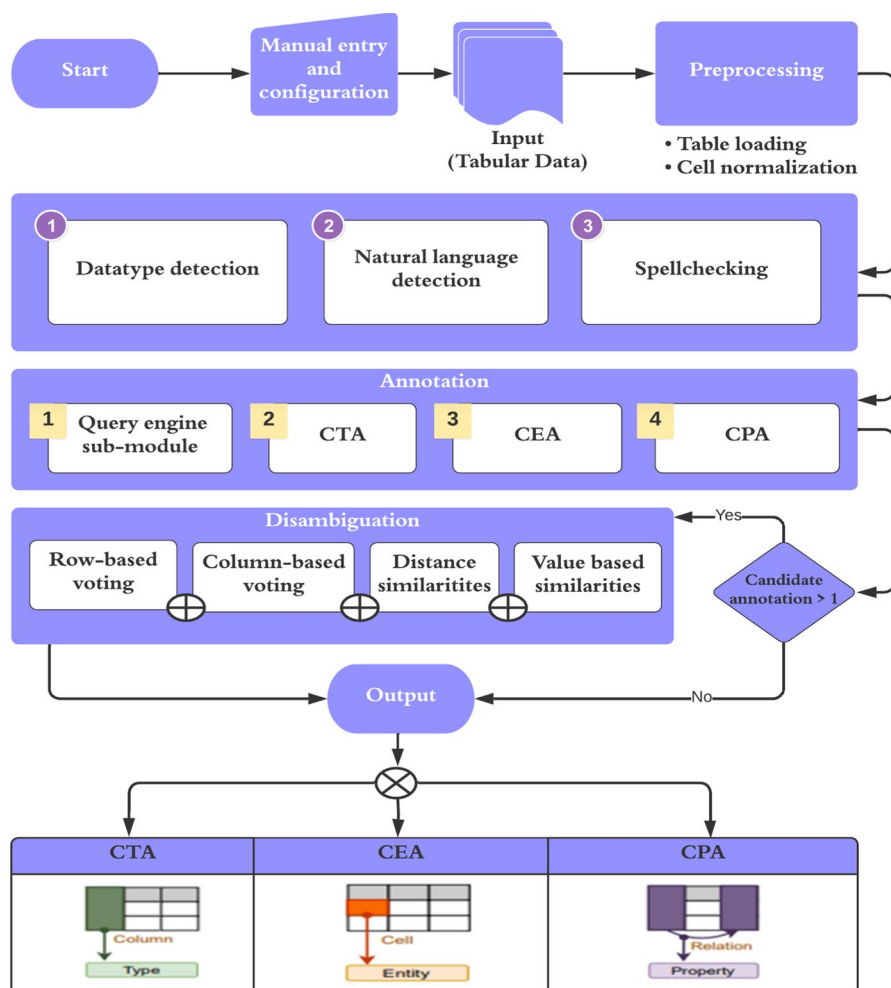 Start
Manual entry
and
configuration
Input
(Tabular Data)
Preprocessing
• Table loading
• Cell normalization
1
Datatype detection
2
Natural language
detection
3
Spellchecking
Annotation
1
Query engine
sub-module
2
CTA
3
CEA
4
CPA
Disambiguation
Row-based
voting
Column-based
voting
Distance
similaritites
Value based
similarities
Yes
Candidate
annotation > 1
No
Output
CTA
CEA
CPA
Column
Type
Cell
Entity
Relation
Property